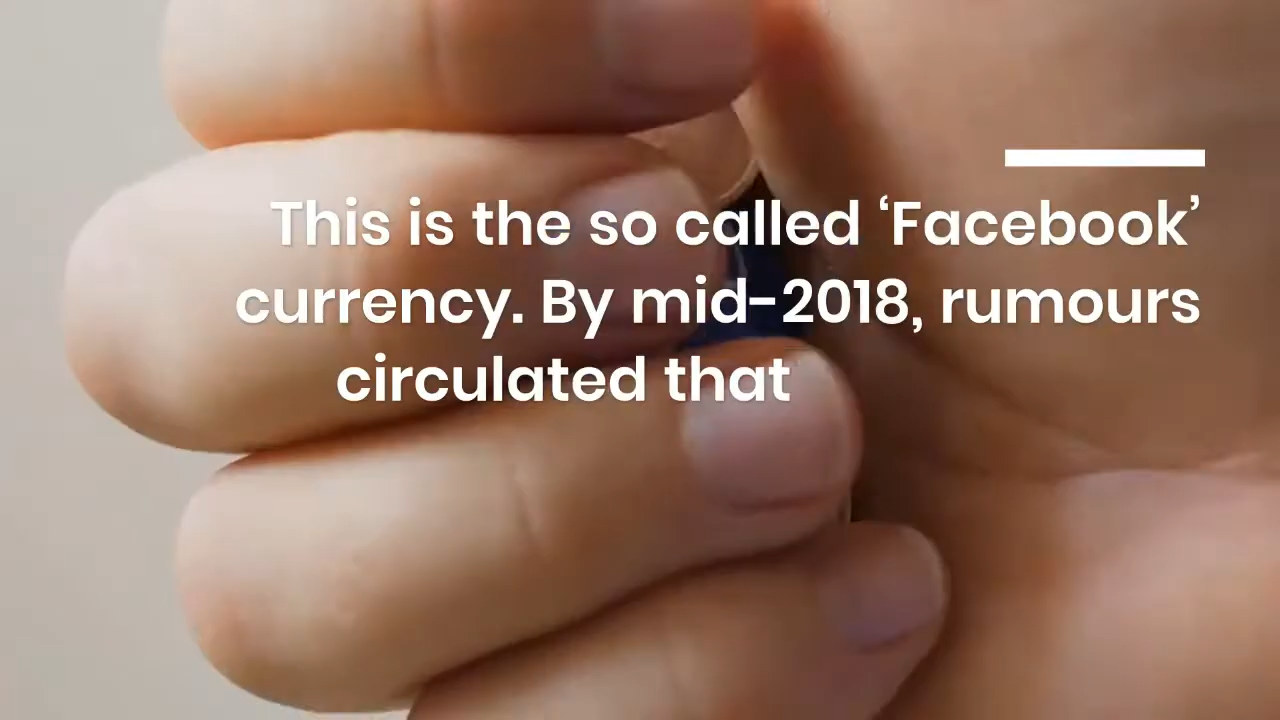 This is the so called ‘Facebook’
currency. By mid-2018, rumours
circulated that